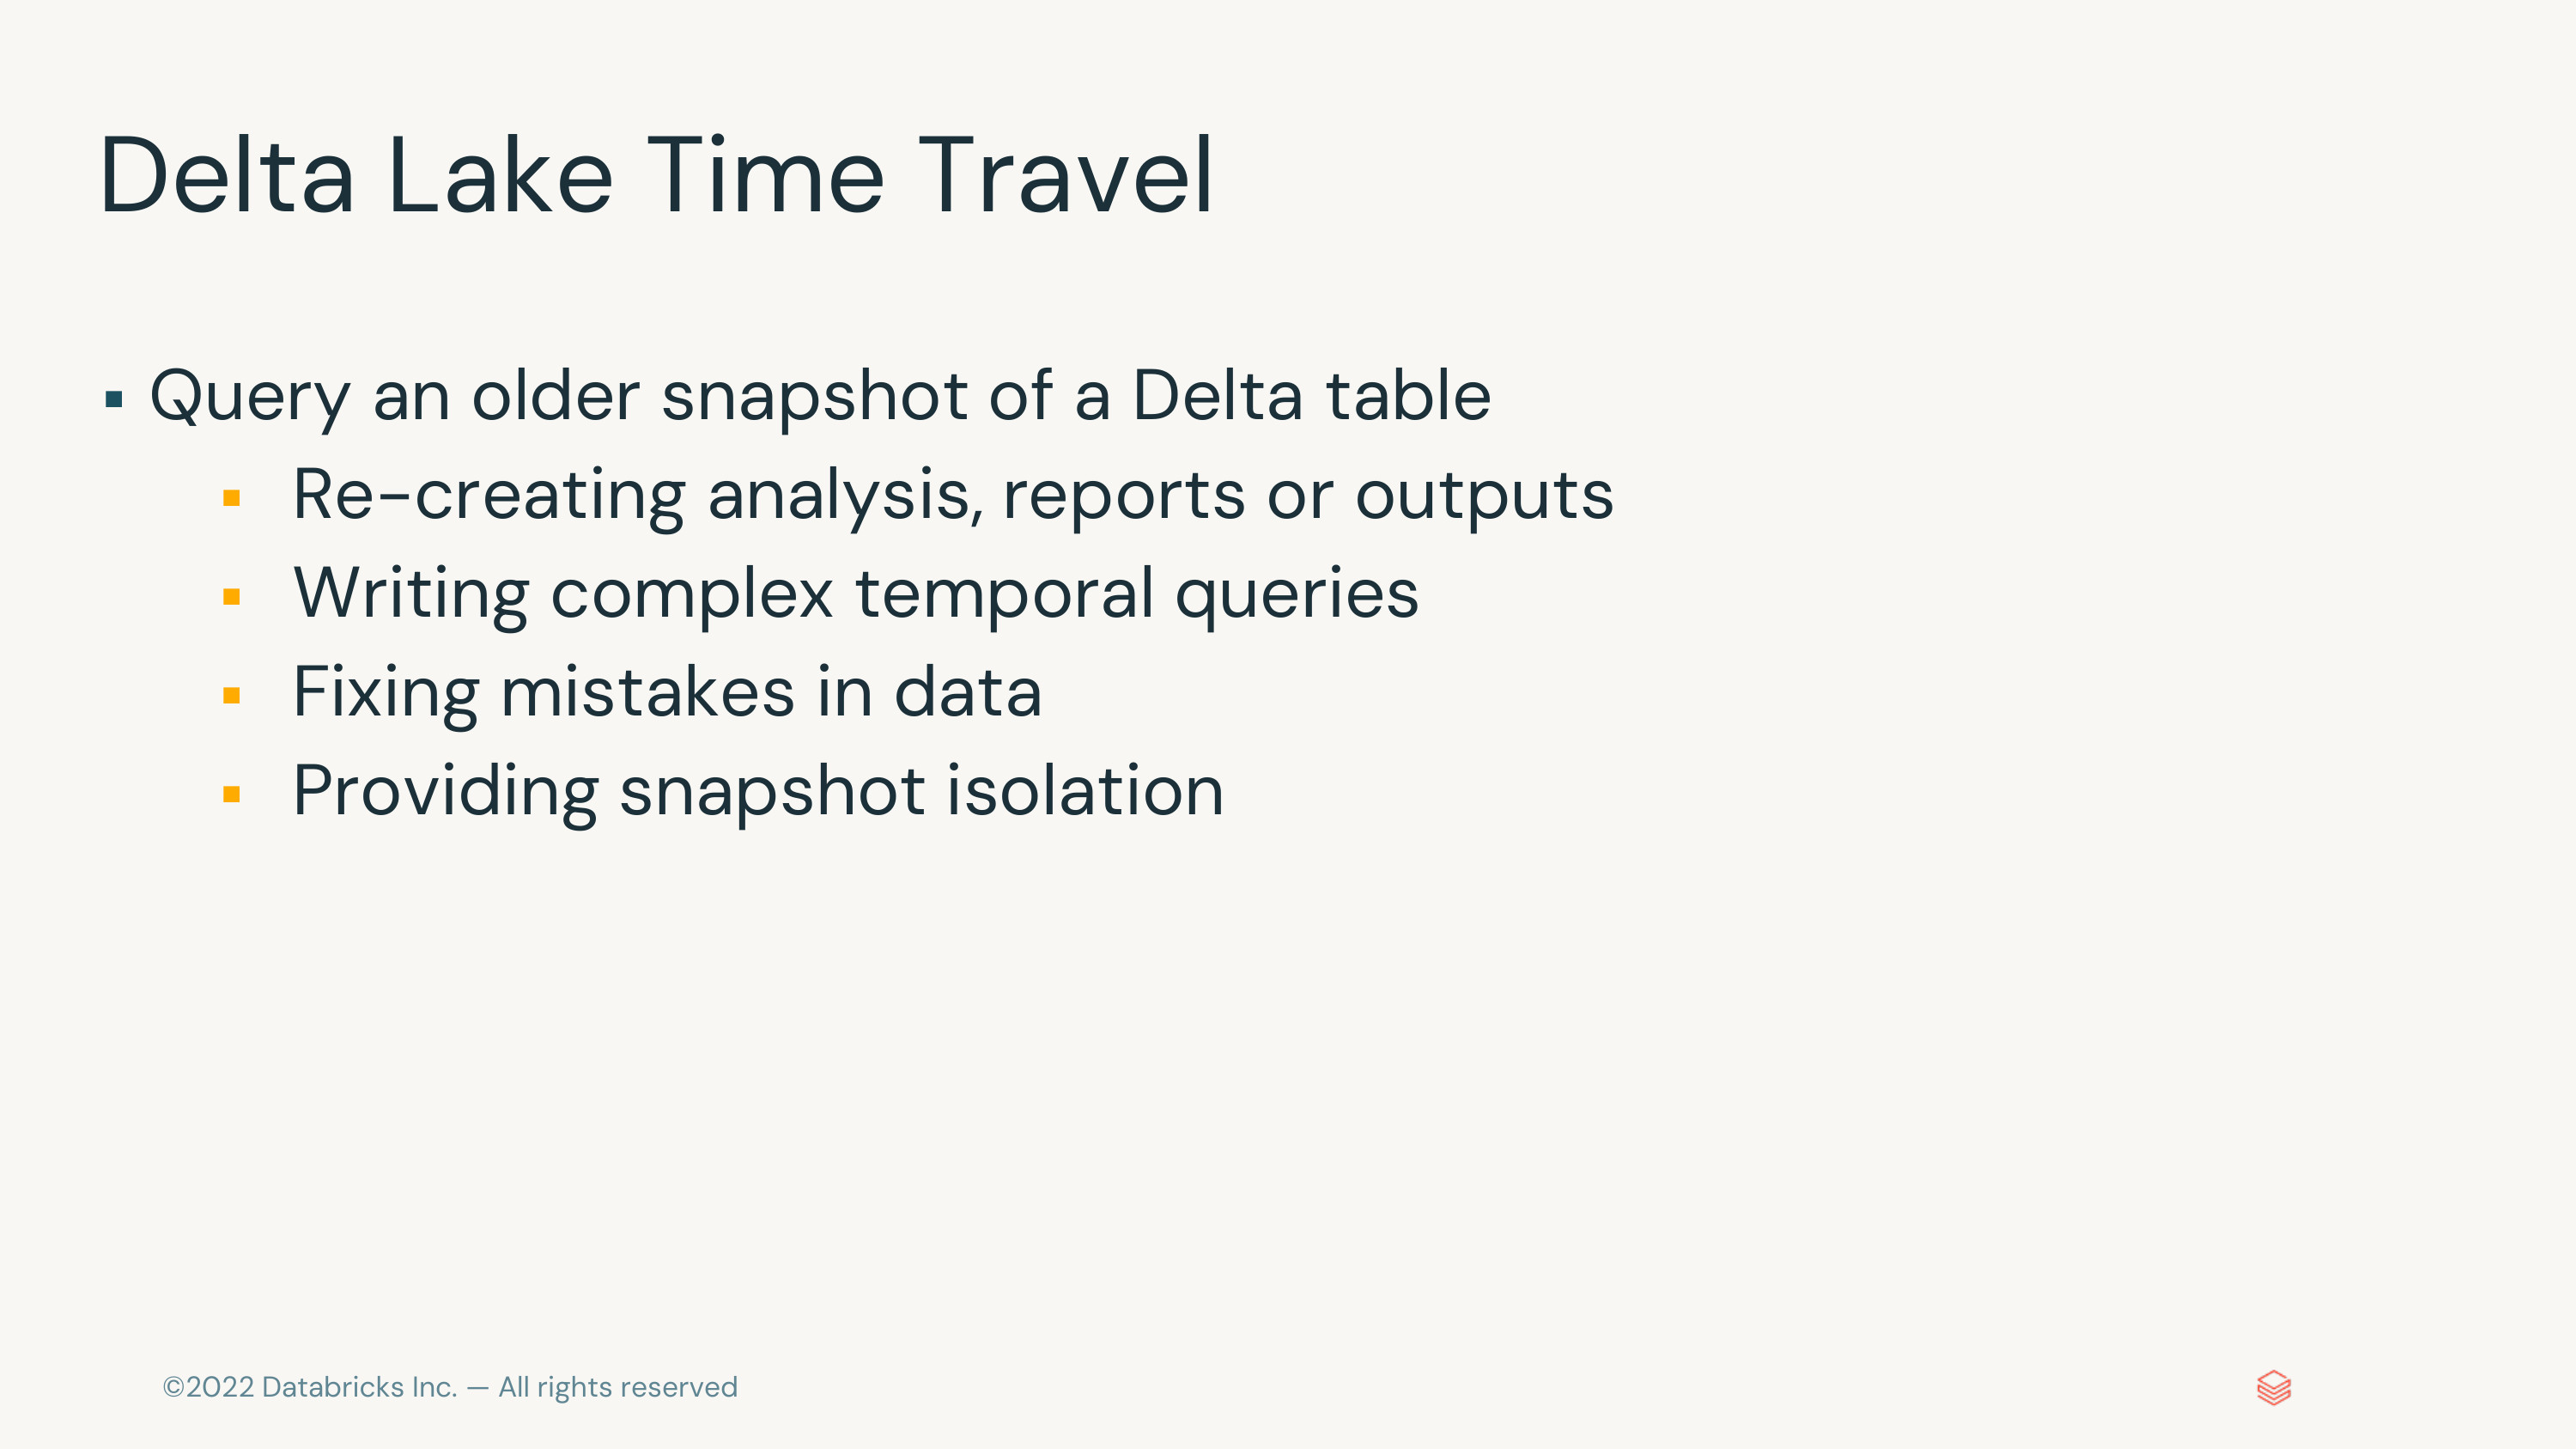 Delta Lake Time Travel
▪ Query an older snapshot of a Delta table
▪ Re-creating analysis, reports or outputs
▪ Writing complex temporal queries
▪ Fixing mistakes in data
▪ Providing snapshot isolation
©2022 Databricks Inc. — All rights reserved